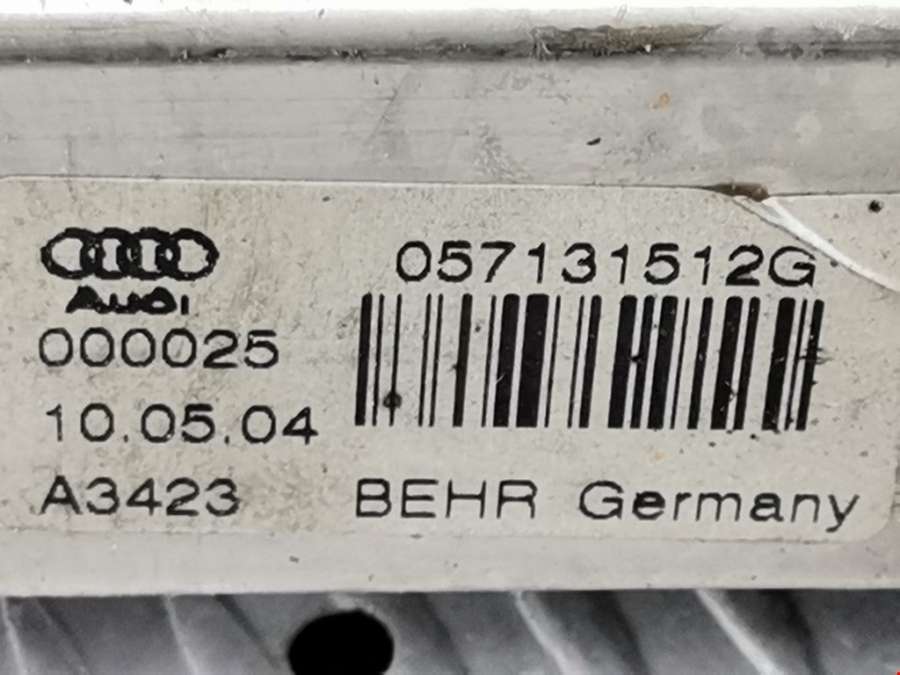 Audi
057131512G
000025
10.05.04
A3423
BEHR Germany